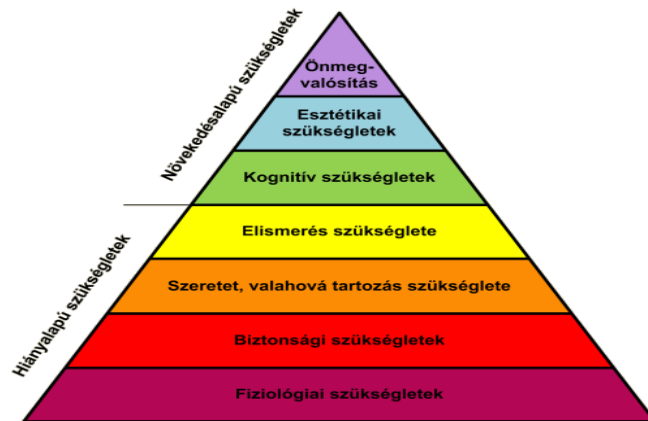 Növekedésalapú szükségletek
Önmeg-
valósítás
Esztétikai
szükségletek
Kognitív szükségletek
Hiányalapú szükségletek
Elismerés szükséglete
Szeretet, valahová tartozás szükséglete
Biztonsági szükségletek
Fiziológiai szükségletek